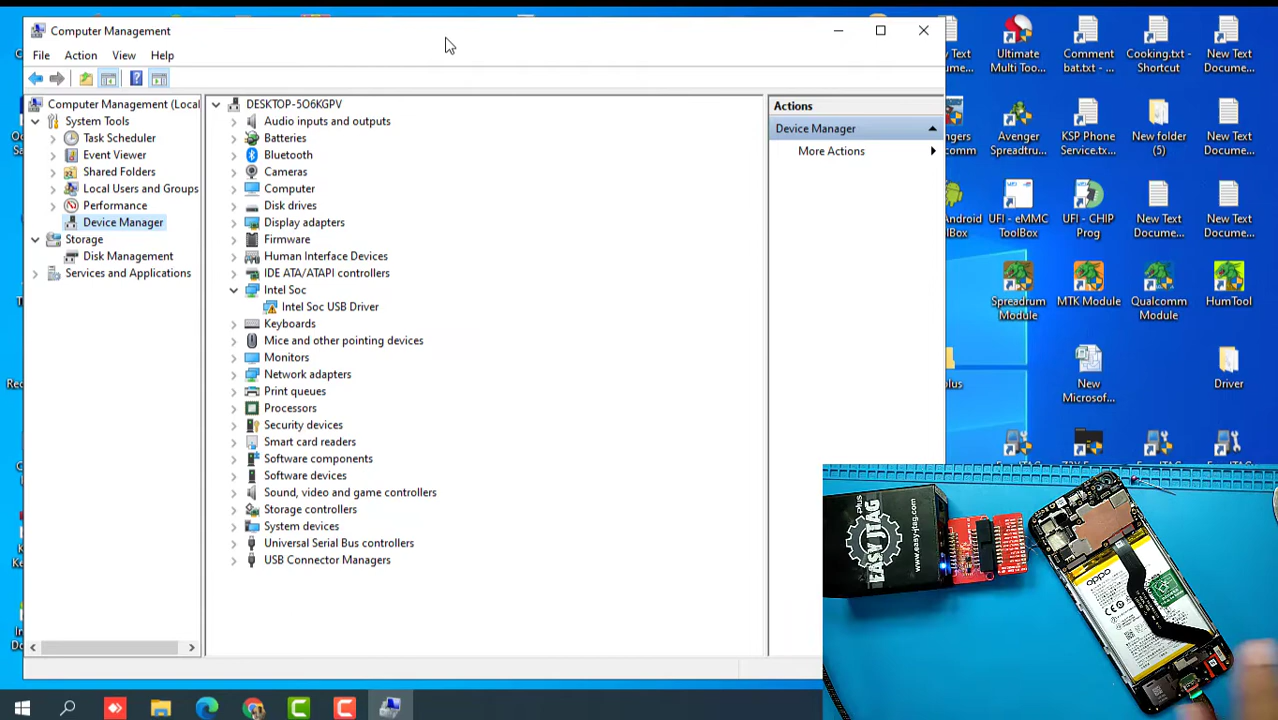 Computer Management
File Action View Help
Computer Management (Local
System Tools
Task Scheduler
Event Viewer
Shared Folders
Local Users and Groups
Performance
Device Manager
Storage
Disk Management
Services and Applications
DESKTOP-5O6KGPV
Audio inputs and outputs
Batteries
Bluetooth
Cameras
Computer
Disk drives
Display adapters
Firmware
Human Interface Devices
IDE ATA/ATAPI controllers
Intel Soc
Intel Soc USB Driver
Keyboards
Mice and other pointing devices
Monitors
Network adapters
Print queues
Processors
Security devices
Smart card readers
Software components
Software devices
Sound, video and game controllers
Storage controllers
System devices
Universal Serial Bus controllers
USB Connector Managers
Actions
Device Manager
More Actions
Ultimate
Multi Too...
Comment
bat.txt - ...
Cooking.txt -
Shortcut
New Text
Docume...
Avenger
Spreadtru...
KSP Phone
Service.tx...
New folder
(5)
New Text
Docume...
UFI - eMMC
ToolBox
UFI - CHIP
Prog
New Text
Docume...
New Text
Docume...
Spreadrum
Module
MTK Module
Qualcomm
Module
HumTool
New
Microsof...
Driver
plus
EASY JTAG
www.easy-jtag.com
oppo